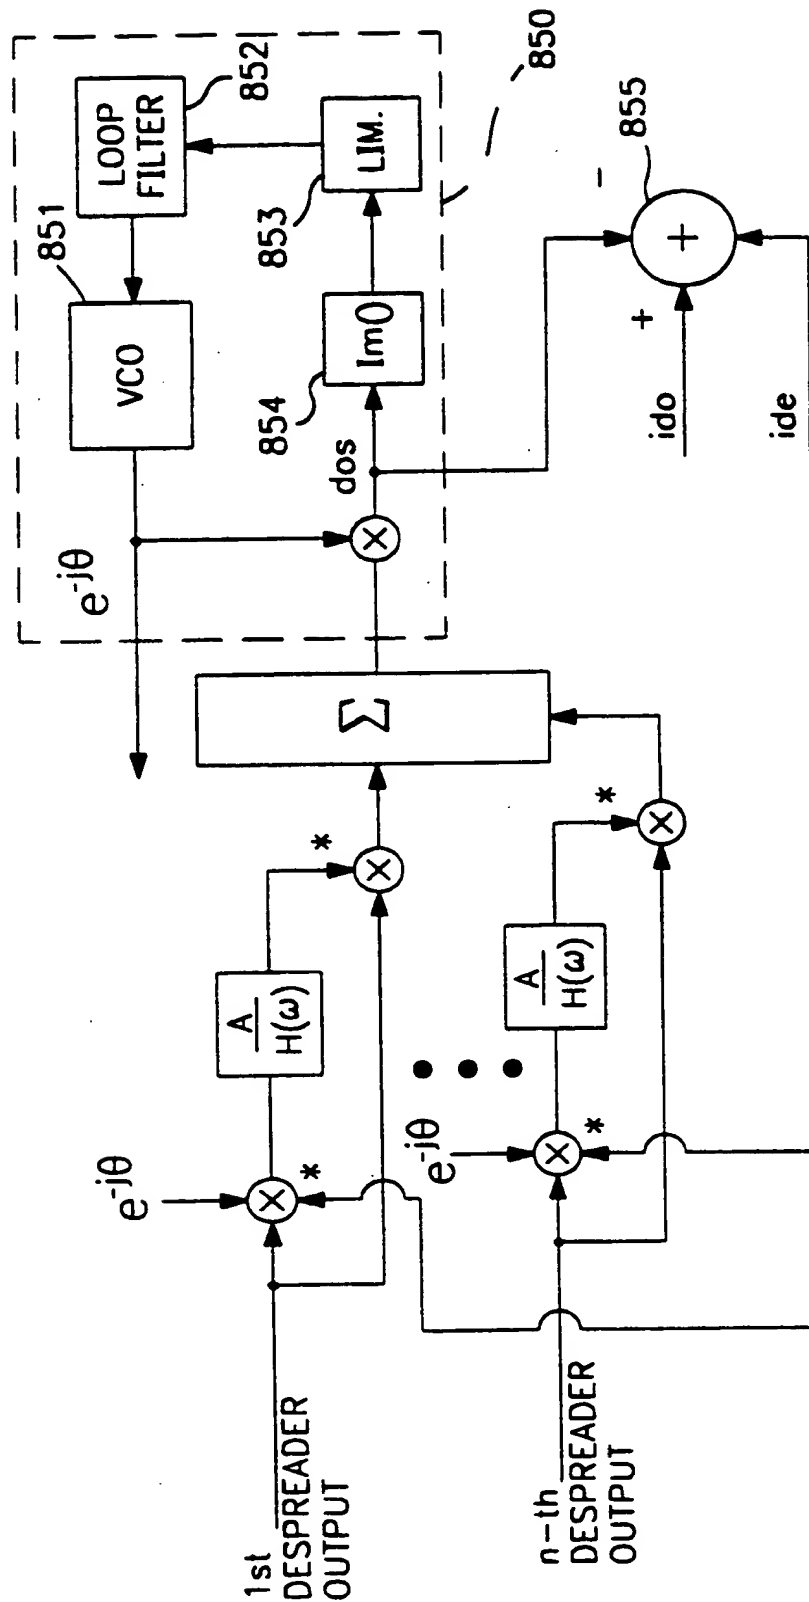 851
VCO
LOOP
FILTER
852
e^-jθ
853
LIM.
854
Im()
dos
850
Σ
*
A
H(ω)
e^-jθ
*
1st
DESPREADER
OUTPUT
*
A
H(ω)
e^-jθ
*
n-th
DESPREADER
OUTPUT
855
-
+
+
ido
ide